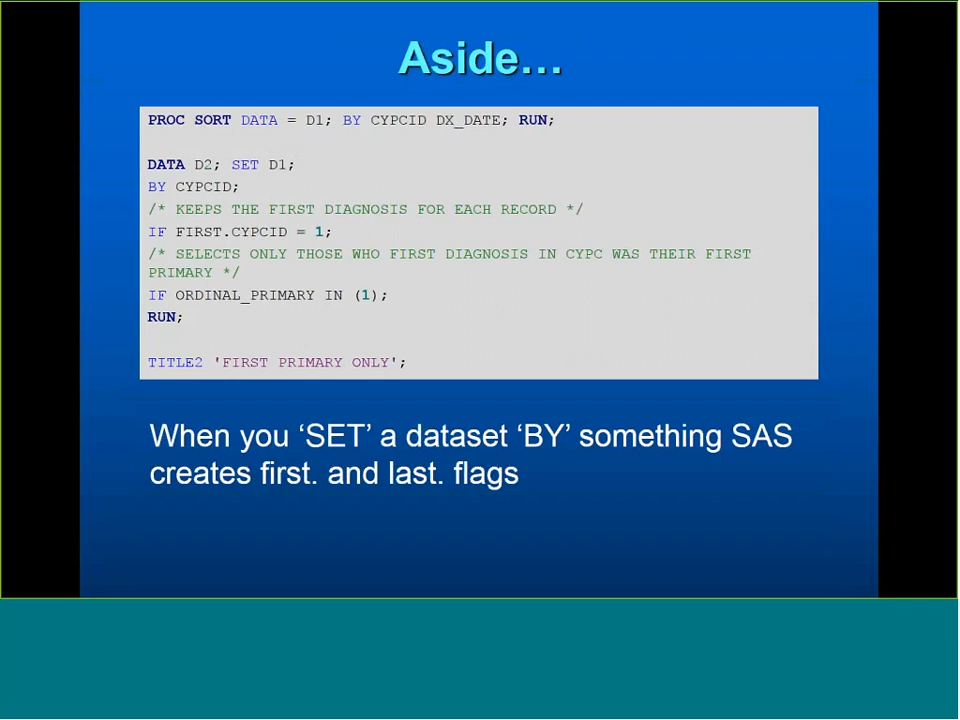 Aside…
PROC SORT DATA = D1; BY CYPCID DX_DATE; RUN;
DATA D2; SET D1;
BY CYPCID;
/* KEEPS THE FIRST DIAGNOSIS FOR EACH RECORD */
IF FIRST.CYPCID = 1;
/* SELECTS ONLY THOSE WHO FIRST DIAGNOSIS IN CYPC WAS THEIR FIRST
PRIMARY */
IF ORDINAL_PRIMARY IN (1);
RUN;
TITLE2 'FIRST PRIMARY ONLY';
When you ‘SET’ a dataset ‘BY’ something SAS
creates first. and last. flags